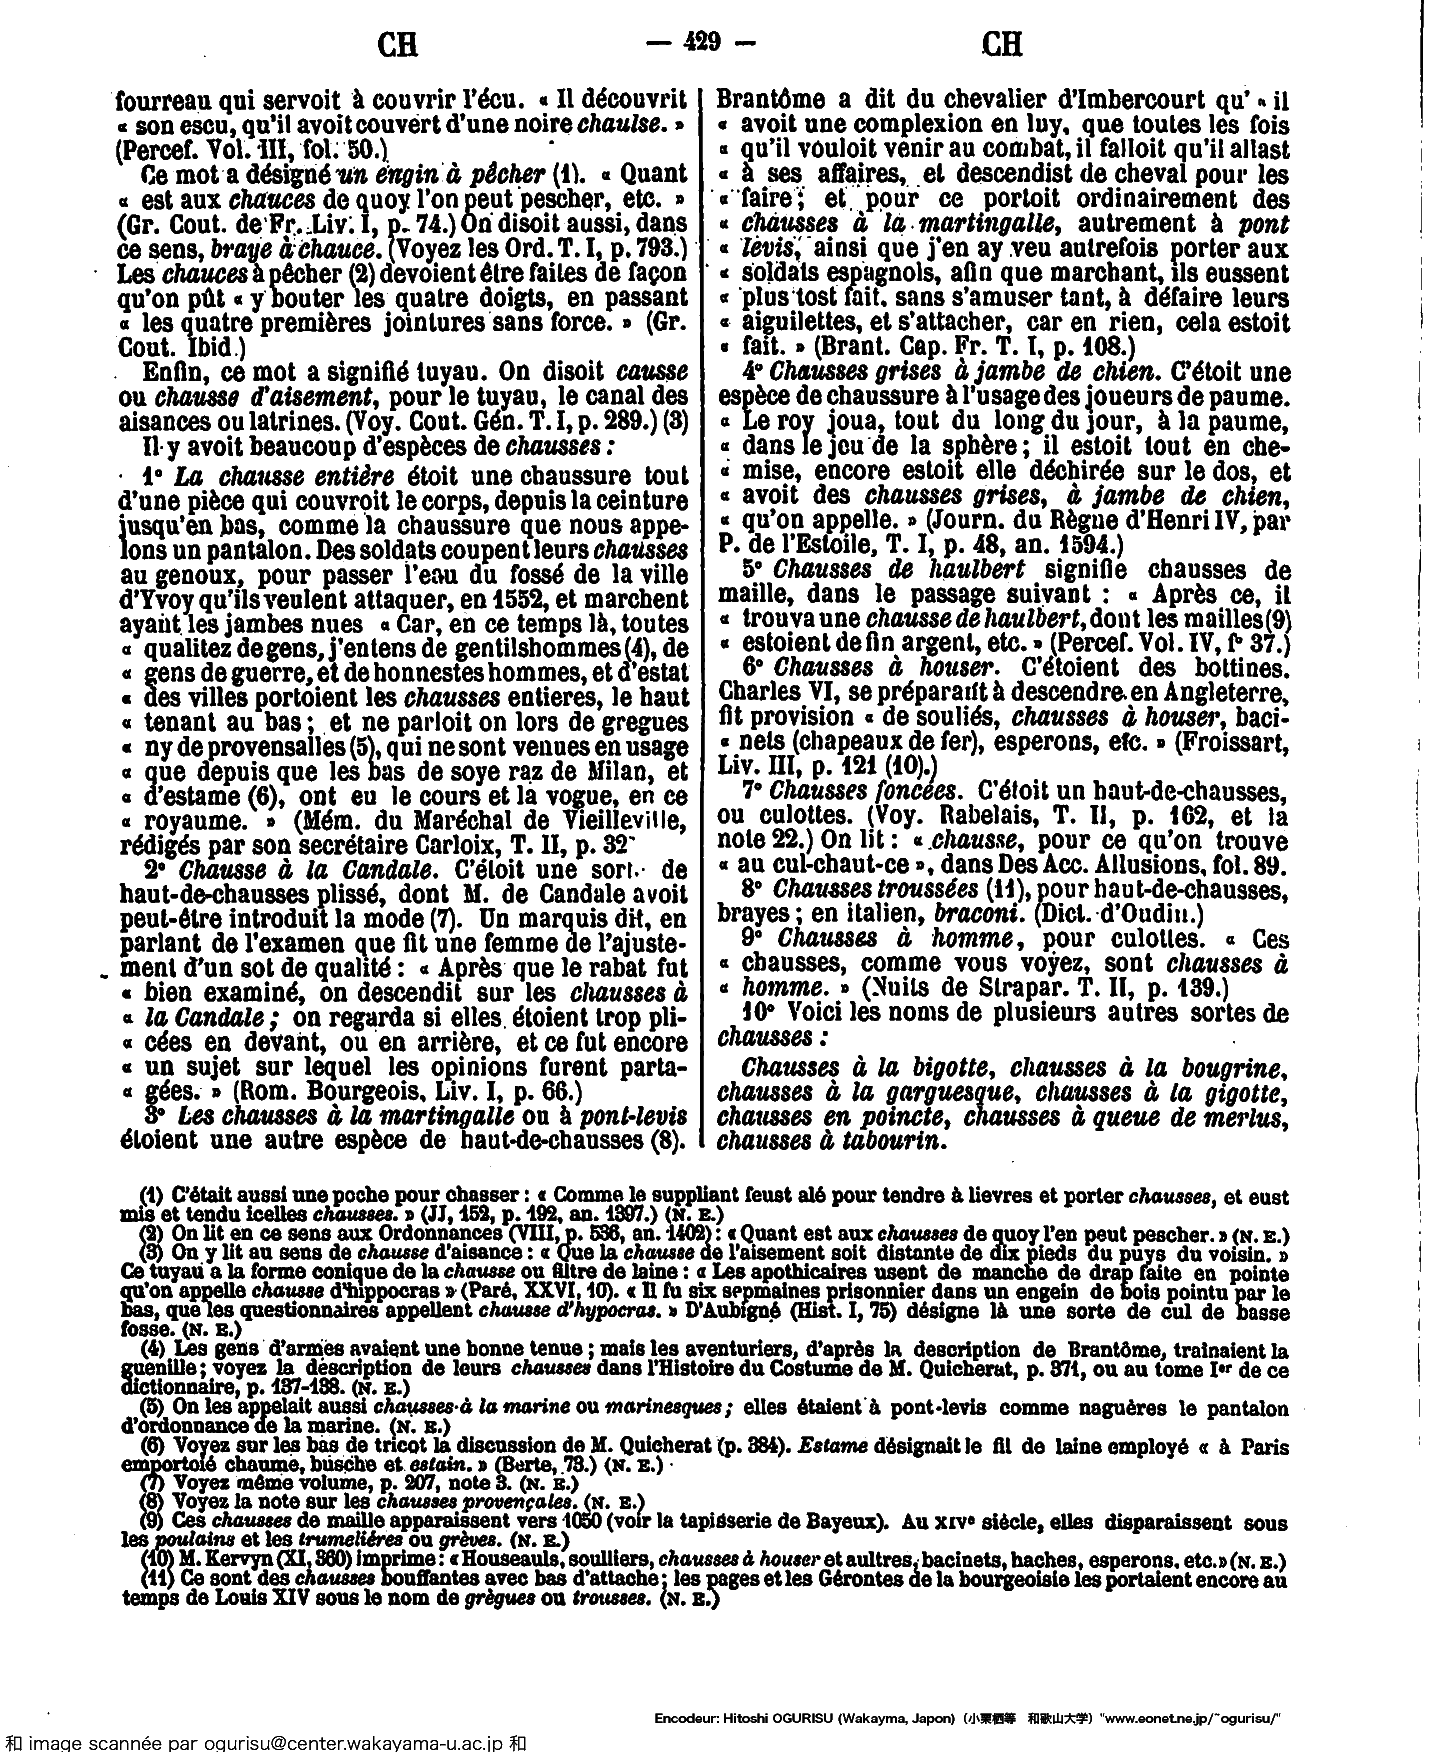 CH
— 429 —
CH
fourreau qui servoit à couvrir l'écu. « Il découvrit
« son escu, qu'il avoit couvert d'une noire chaulse. »
(Percef. Vol. III, fol. 50.)
Ce mot a désigné un engin à pêcher (1). « Quant
« est aux chauces de quoy l'on peut pescher, etc. »
(Gr. Cout. de Fr. Liv. I, p. 74.) On disoit aussi, dans
ce sens, braye à chauce. (Voyez les Ord. T. I, p. 793.)
Les chauces à pêcher (2) devoient être faites de façon
qu'on pût « y bouter les quatre doigts, en passant
« les quatre premières jointures sans force. » (Gr.
Cout. Ibid.)
Enfin, ce mot a signifié tuyau. On disoit causse
ou chausse d'aisement, pour le tuyau, le canal des
aisances ou latrines. (Voy. Cout. Gén. T. I, p. 289.) (3)
Il y avoit beaucoup d'espèces de chausses :
1° La chausse entière étoit une chaussure tout
d'une pièce qui couvroit le corps, depuis la ceinture
jusqu'en bas, comme la chaussure que nous appe-
lons un pantalon. Des soldats coupent leurs chausses
au genoux, pour passer l'eau du fossé de la ville
d'Yvoy qu'ils veulent attaquer, en 1552, et marchent
ayant les jambes nues « Car, en ce temps là, toutes
« qualitez de gens, j'entens de gentilshommes (4), de
« gens de guerre, et de honnestes hommes, et d'estat
« des villes portoient les chausses entieres, le haut
« tenant au bas ; et ne parloit on lors de gregues
« ny de provensalles (5), qui ne sont venues en usage
« que depuis que les bas de soye raz de Milan, et
« d'estame (6), ont eu le cours et la vogue, en ce
« royaume. » (Mém. du Maréchal de Vieilleville,
rédigés par son secrétaire Carloix, T. II, p. 32
2° Chausse à la Candale. C'étoit une sort. de
haut-de-chausses plissé, dont M. de Candale avoit
peut-être introduit la mode (7). Un marquis dit, en
parlant de l'examen que fit une femme de l'ajuste-
ment d'un sot de qualité : « Après que le rabat fut
« bien examiné, on descendit sur les chausses à
« la Candale ; on regarda si elles étoient trop pli-
« cées en devant, ou en arrière, et ce fut encore
« un sujet sur lequel les opinions furent parta-
« gées. » (Rom. Bourgeois, Liv. I, p. 66.)
3° Les chausses à la martingalle ou à pont-levis
étoient une autre espèce de haut-de-chausses (8).
Brantôme a dit du chevalier d'Imbercourt qu' « il
« avoit une complexion en luy, que toutes les fois
« qu'il vouloit venir au combat, il falloit qu'il allast
« à ses affaires, et descendist de cheval pour les
« faire ; et pour ce portoit ordinairement des
« chausses à la martingalle, autrement à pont
« levis, ainsi que j'en ay veu autrefois porter aux
« soldats espagnols, afin que marchant, ils eussent
« plus tost fait, sans s'amuser tant, à défaire leurs
« aiguilettes, et s'attacher, car en rien, cela estoit
« fait. » (Brant. Cap. Fr. T. I, p. 108.)
4° Chausses grises à jambe de chien. C'étoit une
espèce de chaussure à l'usage des joueurs de paume.
« Le roy joua, tout du long du jour, à la paume,
« dans le jeu de la sphère ; il estoit tout en che-
« mise, encore estoit elle déchirée sur le dos, et
« avoit des chausses grises, à jambe de chien,
« qu'on appelle. » (Journ. du Règne d'Henri IV, par
P. de l'Estoile, T. I, p. 48, an. 1594.)
5° Chausses de haulbert signifie chausses de
maille, dans le passage suivant : « Après ce, il
« trouva une chausse de haulbert, dont les mailles (9)
« estoient de fin argent, etc. » (Percef. Vol. IV, f° 37.)
6° Chausses à houser. C'étoient des bottines.
Charles VI, se préparant à descendre en Angleterre,
fit provision « de souliés, chausses à houser, baci-
« nets (chapeaux de fer), esperons, etc. » (Froissart,
Liv. III, p. 121 (10).)
7° Chausses foncées. C'étoit un haut-de-chausses,
ou culottes. (Voy. Rabelais, T. II, p. 162, et la
note 22.) On lit : « chausse, pour ce qu'on trouve
« au cul-chaut-ce », dans Des Acc. Allusions, fol. 89.
8° Chausses troussées (11), pour haut-de-chausses,
brayes ; en italien, braconi. (Dict. d'Oudin.)
9° Chausses à homme, pour culottes. « Ces
« chausses, comme vous voyez, sont chausses à
« homme. » (Nuits de Strapar. T. II, p. 139.)
10° Voici les noms de plusieurs autres sortes de
chausses :
Chausses à la bigotte, chausses à la bougrine,
chausses à la garguesque, chausses à la gigotte,
chausses en poincte, chausses à queue de merlus,
chausses à tabourin.
(1) C'était aussi une poche pour chasser : « Comme le suppliant feust alé pour tendre à lievres et porter chausses, et eust
mis et tendu icelles chausses. » (JJ, 152, p. 192, an. 1397.) (N. E.)
(2) On lit en ce sens aux Ordonnances (VIII, p. 536, an. 1402) : « Quant est aux chausses de quoy l'en peut pescher. » (N. E.)
(3) On y lit au sens de chausse d'aisance : « Que la chausse de l'aisement soit distante de dix pieds du puys du voisin. »
Ce tuyau a la forme conique de la chausse ou filtre de laine : « Les apothicaires usent de manche de drap faite en pointe
qu'on appelle chausse d'hippocras » (Paré, XXVI, 10). « Il fu six sepmaines prisonnier dans un engein de bois pointu par le
bas, que les questionnaires appellent chausse d'hypocras. » D'Aubigné (Hist. I, 75) désigne là une sorte de cul de basse
fosse. (N. E.)
(4) Les gens d'armes avaient une bonne tenue ; mais les aventuriers, d'après la description de Brantôme, trainaient la
guenille ; voyez la description de leurs chausses dans l'Histoire du Costume de M. Quicherat, p. 371, ou au tome Ier de ce
dictionnaire, p. 137-138. (N. E.)
(5) On les appelait aussi chausses à la marine ou marinesques ; elles étaient à pont-levis comme naguères le pantalon
d'ordonnance de la marine. (N. E.)
(6) Voyez sur les bas de tricot la discussion de M. Quicherat (p. 384). Estame désignait le fil de laine employé « à Paris
emportolé chaume, busche et estain. » (Berte, 73.) (N. E.)
(7) Voyez même volume, p. 207, note 3. (N. E.)
(8) Voyez la note sur les chausses provençales. (N. E.)
(9) Ces chausses de maille apparaissent vers 1050 (voir la tapisserie de Bayeux). Au XIVe siècle, elles disparaissent sous
les poulains et les trumelières ou grèves. (N. E.)
(10) M. Kervyn (XI, 360) imprime : « Houseauls, soulliers, chausses à houser et aultres, bacinets, haches, esperons. etc. » (N. E.)
(11) Ce sont des chausses bouffantes avec bas d'attache ; les pages et les Gérontes de la bourgeoisie les portaient encore au
temps de Louis XIV sous le nom de grègues ou trousses. (N. E.)
Encodeur: Hitoshi OGURISU (Wakayma, Japon) (小栗栖等 和歌山大学) "www.eonet.ne.jp/~ogurisu/"
和 image scannée par ogurisu@center.wakayama-u.ac.jp 和